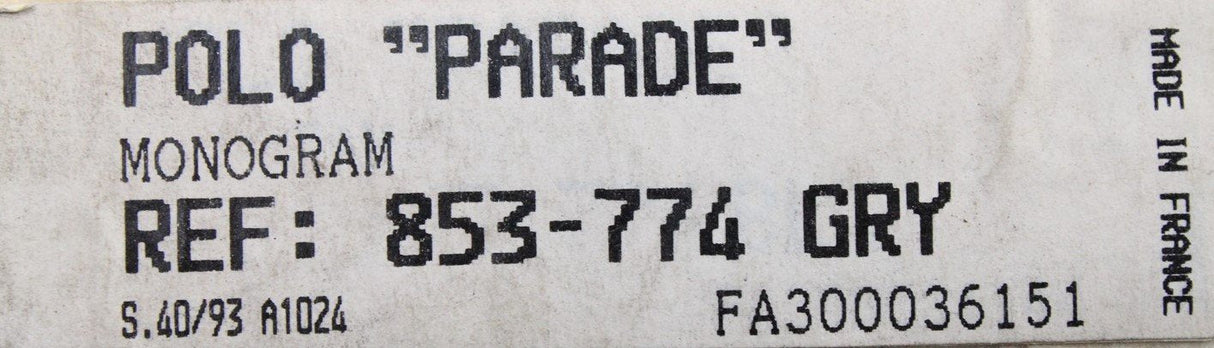 POLO "PARADE"
MONOGRAM
REF: 853-774 GRY
S.40/93 A1024
FA300036151
MADE IN FRANCE